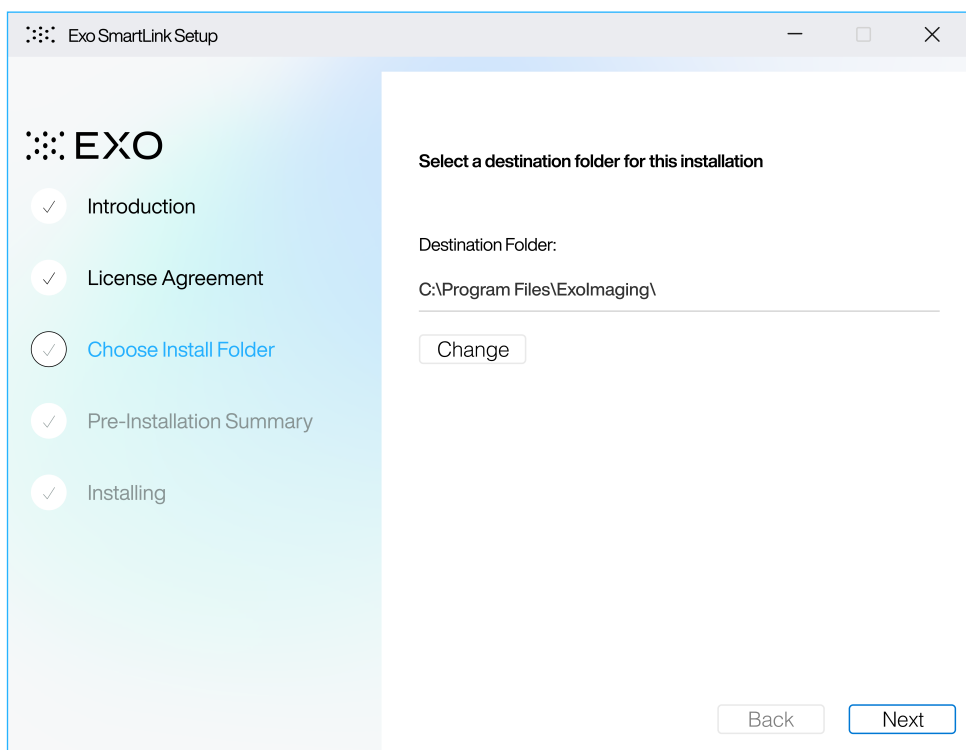 Exo SmartLink Setup
EXO
Introduction
License Agreement
Choose Install Folder
Pre-Installation Summary
Installing
Select a destination folder for this installation
Destination Folder:
C:\Program Files\ExoImaging\
Change
Back
Next